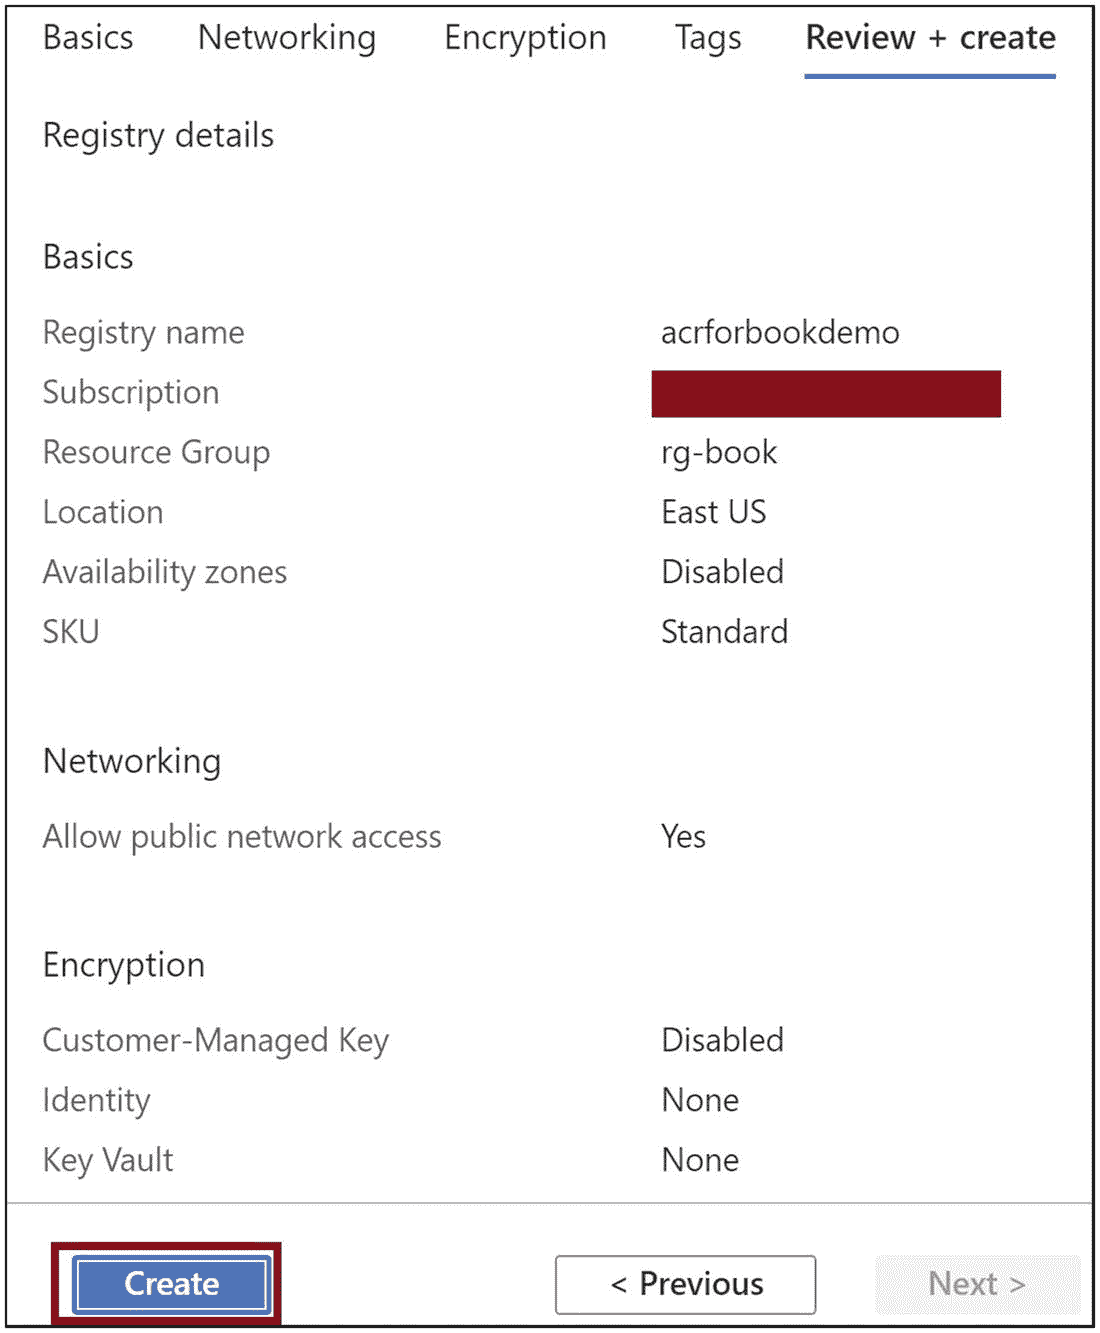 Basics Networking Encryption Tags Review + create
Registry details
Basics
Registry name acrforbookdemo
Subscription
Resource Group rg-book
Location East US
Availability zones Disabled
SKU Standard
Networking
Allow public network access Yes
Encryption
Customer-Managed Key Disabled
Identity None
Key Vault None
Create < Previous Next >